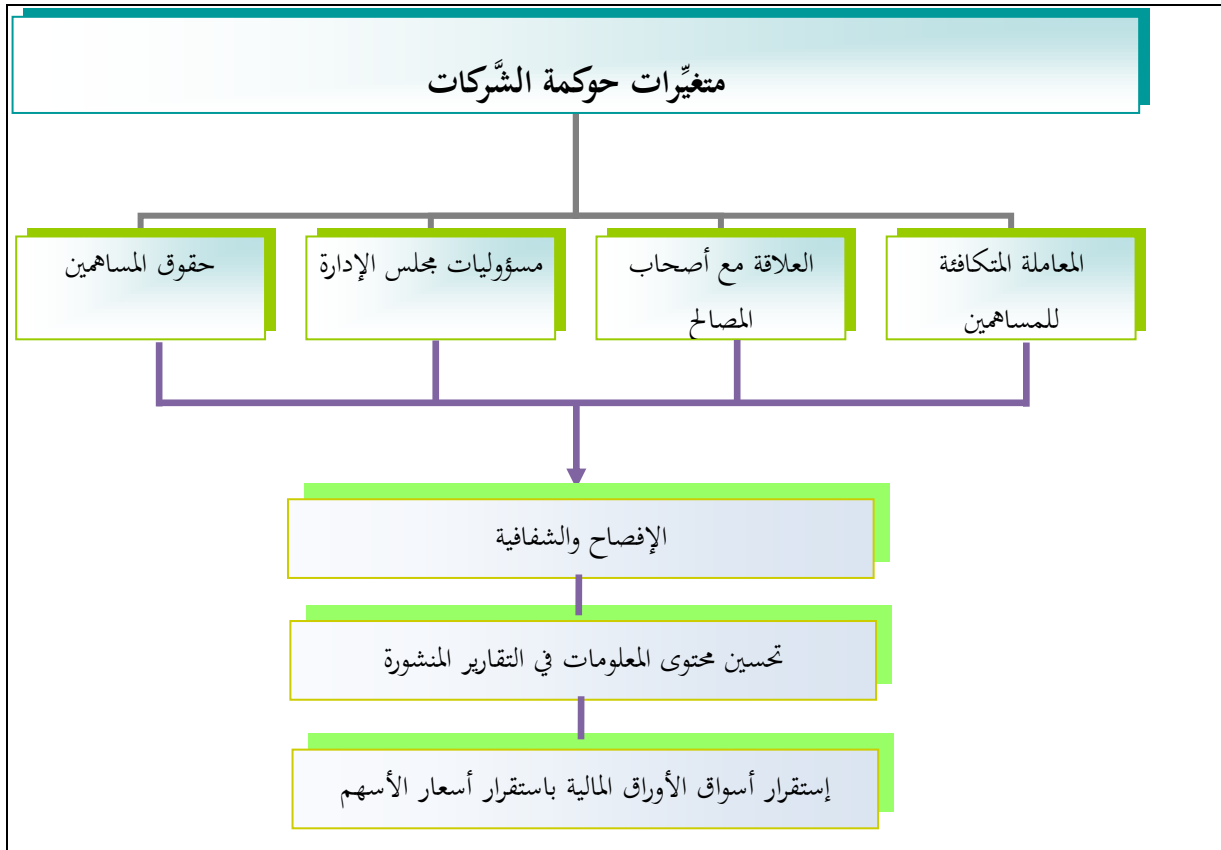 متغيِّرات حوكمة الشَّركات
المعاملة المتكافئة
للمساهمين
العلاقة مع أصحاب
المصالح
مسؤوليات مجلس الإدارة
حقوق المساهمين
الإفصاح والشفافية
تحسين محتوى المعلومات في التقارير المنشورة
إستقرار أسواق الأوراق المالية باستقرار أسعار الأسهم